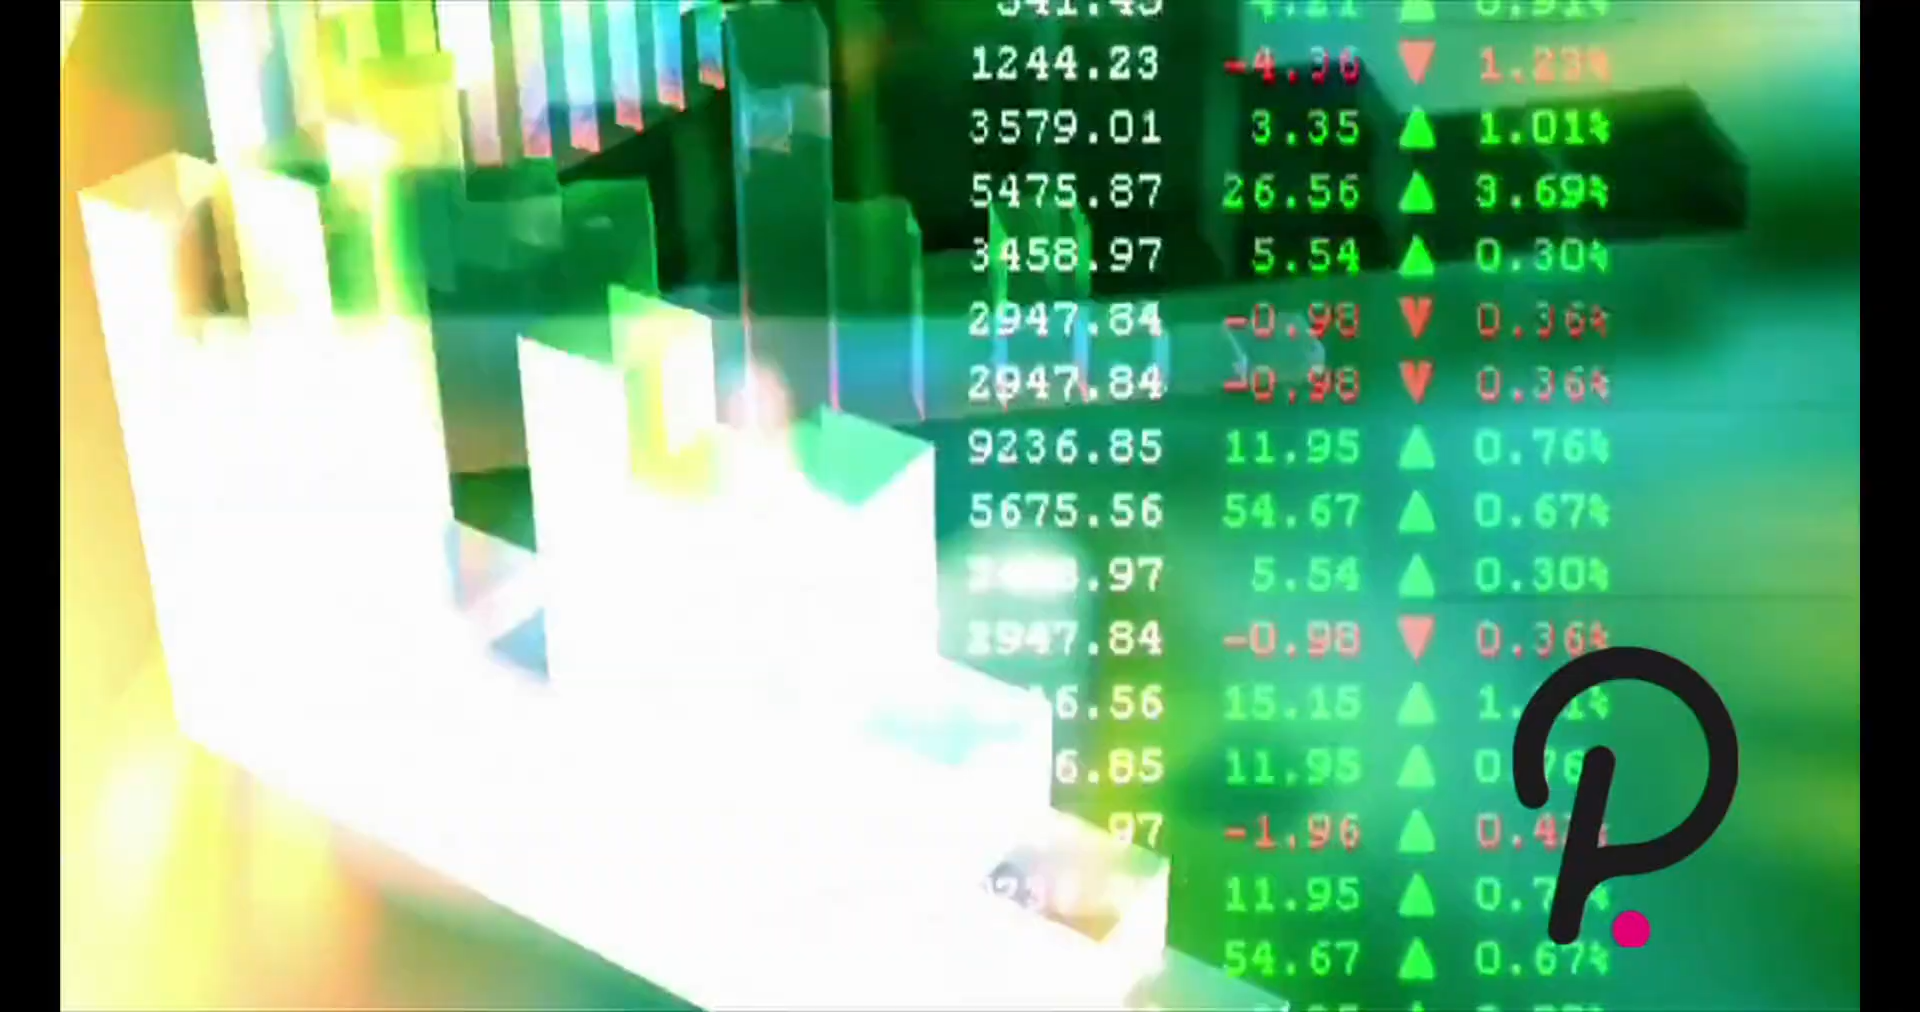 1244.23 -4.36 ▼ 1.23%
3579.01 3.35 ▲ 1.01%
5475.87 26.56 ▲ 3.69%
3458.97 5.54 ▲ 0.30%
2947.84 -0.98 ▼ 0.36%
2947.84 -0.98 ▼ 0.36%
9236.85 11.95 ▲ 0.76%
5675.56 54.67 ▲ 0.67%
.97 5.54 ▲ 0.30%
2947.84 -0.98 ▼ 0.36%
6.56 15.15 ▲
6.85 11.95 ▲
97 -1.96 ▲
11.95 ▲
54.67 ▲ 0.67%